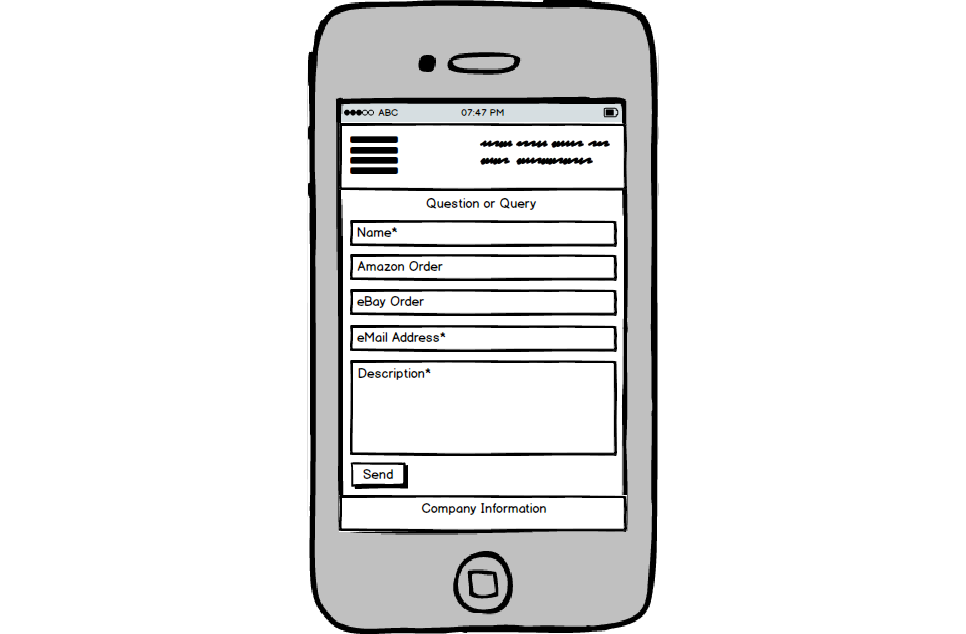 ABC 07:47 PM
Question or Query
Name*
Amazon Order
eBay Order
eMail Address*
Description*
Send
Company Information